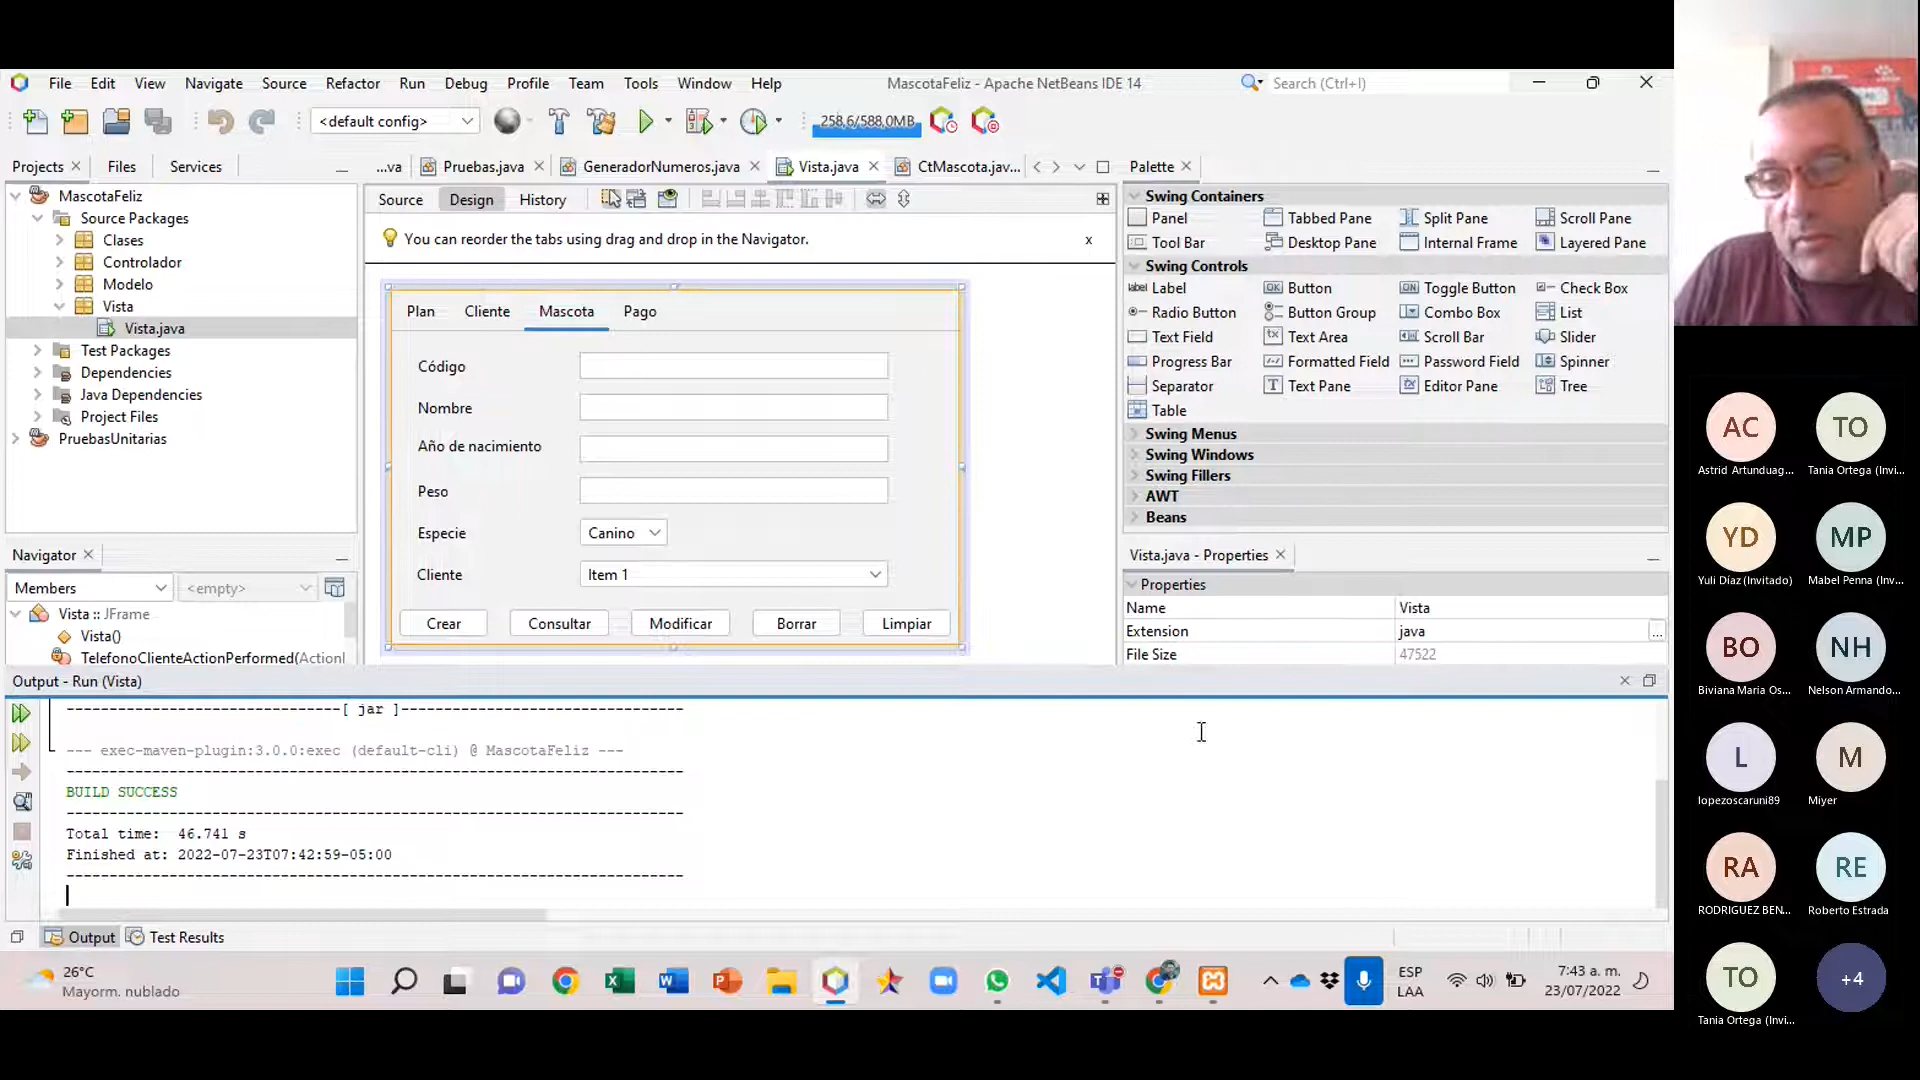 File Edit View Navigate Source Refactor Run Debug Profile Team Tools Window Help
MascotaFeliz - Apache NetBeans IDE 14
Search (Ctrl+I)
<default config>
258,6/588,0MB
Projects Files Services
...va Pruebas.java GeneradorNumeros.java Vista.java CtMascota.jav...
Palette
MascotaFeliz
Source Packages
Clases
Controlador
Modelo
Vista
Vista.java
Test Packages
Dependencies
Java Dependencies
Project Files
PruebasUnitarias
Source Design History
You can reorder the tabs using drag and drop in the Navigator.
x
Plan Cliente Mascota Pago
Código
Nombre
Año de nacimiento
Peso
Especie Canino
Cliente Item 1
Crear Consultar Modificar Borrar Limpiar
Swing Containers
Panel Tabbed Pane Split Pane Scroll Pane
Tool Bar Desktop Pane Internal Frame Layered Pane
Swing Controls
label Label OK Button ON Toggle Button Check Box
Radio Button Button Group Combo Box List
Text Field tx Text Area Scroll Bar Slider
Progress Bar Formatted Field Password Field Spinner
Separator T Text Pane Editor Pane Tree
Table
Swing Menus
Swing Windows
Swing Fillers
AWT
Beans
Navigator
Members <empty>
Vista :: JFrame
Vista()
TelefonoClienteActionPerformed(ActionI
Vista.java - Properties
Properties
Name Vista
Extension java ...
File Size 47522
Output - Run (Vista)
--------------------------------[ jar ]---------------------------------
--- exec-maven-plugin:3.0.0:exec (default-cli) @ MascotaFeliz ---
------------------------------------------------------------------------
BUILD SUCCESS
------------------------------------------------------------------------
Total time:  46.741 s
Finished at: 2022-07-23T07:42:59-05:00
------------------------------------------------------------------------
Output Test Results
26°C
Mayorm. nublado
ESP
LAA
7:43 a. m.
23/07/2022
AC TO
Astrid Artunduag... Tania Ortega (Invi...
YD MP
Yuli Díaz (Invitado) Mabel Penna (Inv...
BO NH
Biviana María Os... Nelson Armando...
L M
lopezoscaruni89 Miyer
RA RE
RODRIGUEZ BEN... Roberto Estrada
TO +4
Tania Ortega (Invi...